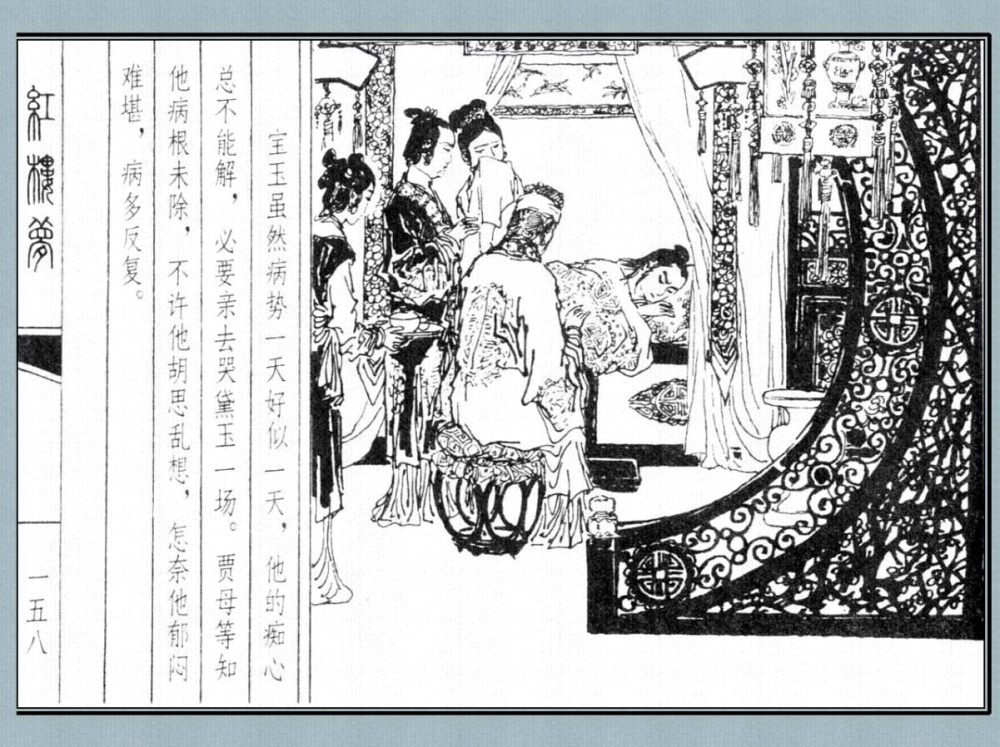 宝玉虽然病势一天好似一天，他的痴心
总不能解，必要亲去哭黛玉一场。贾母等知
他病根未除，不许他胡思乱想，怎奈他郁闷
难堪，病多反复。
紅樓夢
一五八